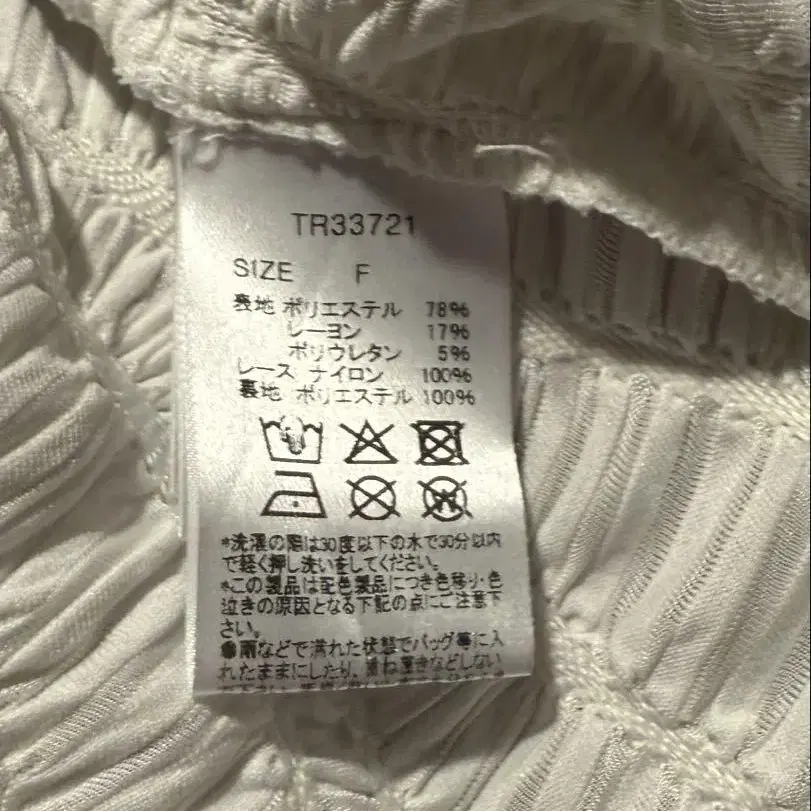 TR33721
SIZE F
表地 ポリエステル 78%
レーヨン 17%
ポリウレタン 5%
レース ナイロン 100%
裏地 ポリエステル 100%
*洗濯の際は30度以下の水で30分以内
で軽く押し洗いをしてください。
*この製品は配色製品につき色移り・色
泣きの原因となる下記の点にご注意下
さい。
●雨などで濡れた状態でバッグ等に入
れたままにしたり、重ね置きなどしない